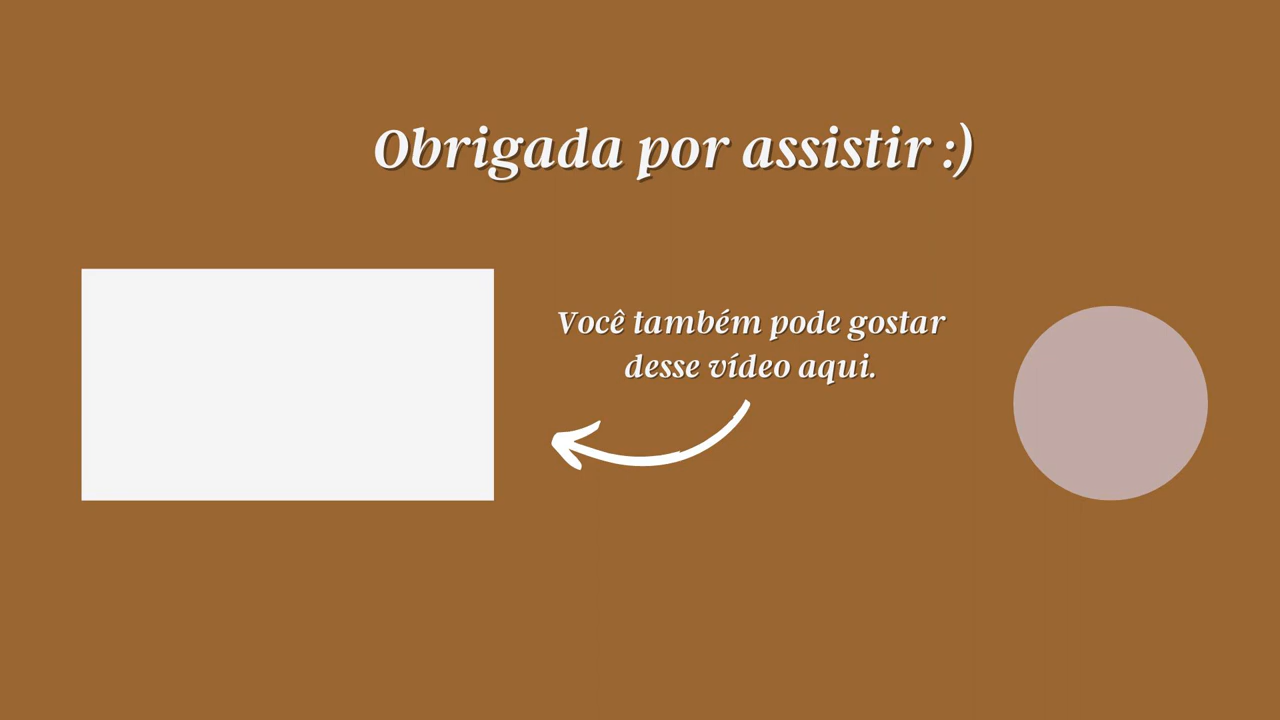 Obrigada por assistir :)
Você também pode gostar
desse vídeo aqui.